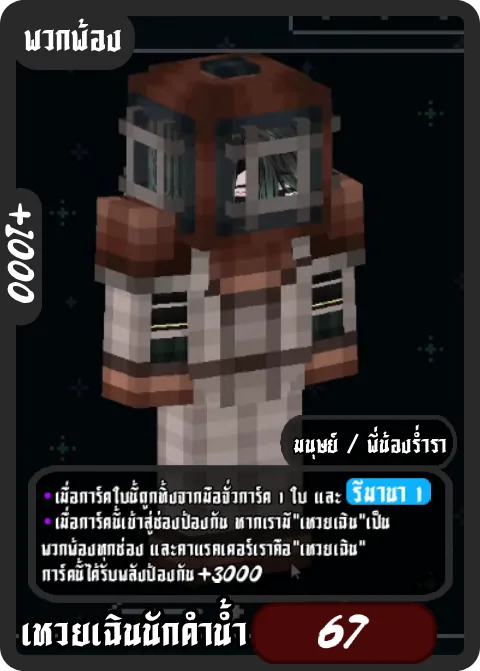 พวกพ้อง
+1000
มนุษย์ / พี่น้องร่ำรา
• เมื่อการ์ดใบนี้ถูกทิ้งจากมือจั่วการ์ด 1 ใบ และ รีมานา 1
• เมื่อการ์ดนี้เข้าสู่ช่องป้องกัน หากเรามี"เหวยเฉิน"เป็น
พวกพ้องทุกช่อง และคาแรคเตอร์เราคือ"เหวยเฉิน"
การ์ดนี้ได้รับพลังป้องกัน +3000
เหวยเฉินนักดำน้ำ
67